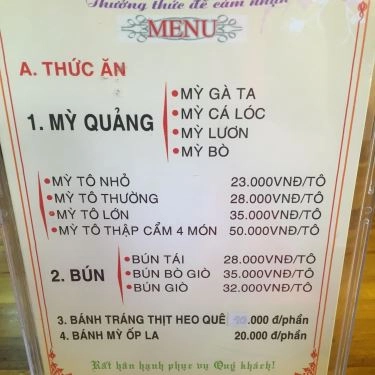 Thưởng thức để cảm nhận
MENU
A. THỨC ĂN
1. MỲ QUẢNG
•MỲ GÀ TA
•MỲ CÁ LÓC
•MỲ LƯƠN
•MỲ BÒ
•MỲ TÔ NHỎ 23.000VNĐ/TÔ
•MỲ TÔ THƯỜNG 28.000VNĐ/TÔ
•MỲ TÔ LỚN 35.000VNĐ/TÔ
•MỲ TÔ THẬP CẨM 4 MÓN 50.000VNĐ/TÔ
2. BÚN
•BÚN TÁI 28.000VNĐ/TÔ
•BÚN BÒ GIÒ 35.000VNĐ/TÔ
•BÚN GIÒ 32.000VNĐ/TÔ
3. BÁNH TRÁNG THỊT HEO QUÊ .000 đ/phần
4. BÁNH MỲ ỐP LA 20.000 đ/phần
Rất hân hạnh phục vụ Quý khách!